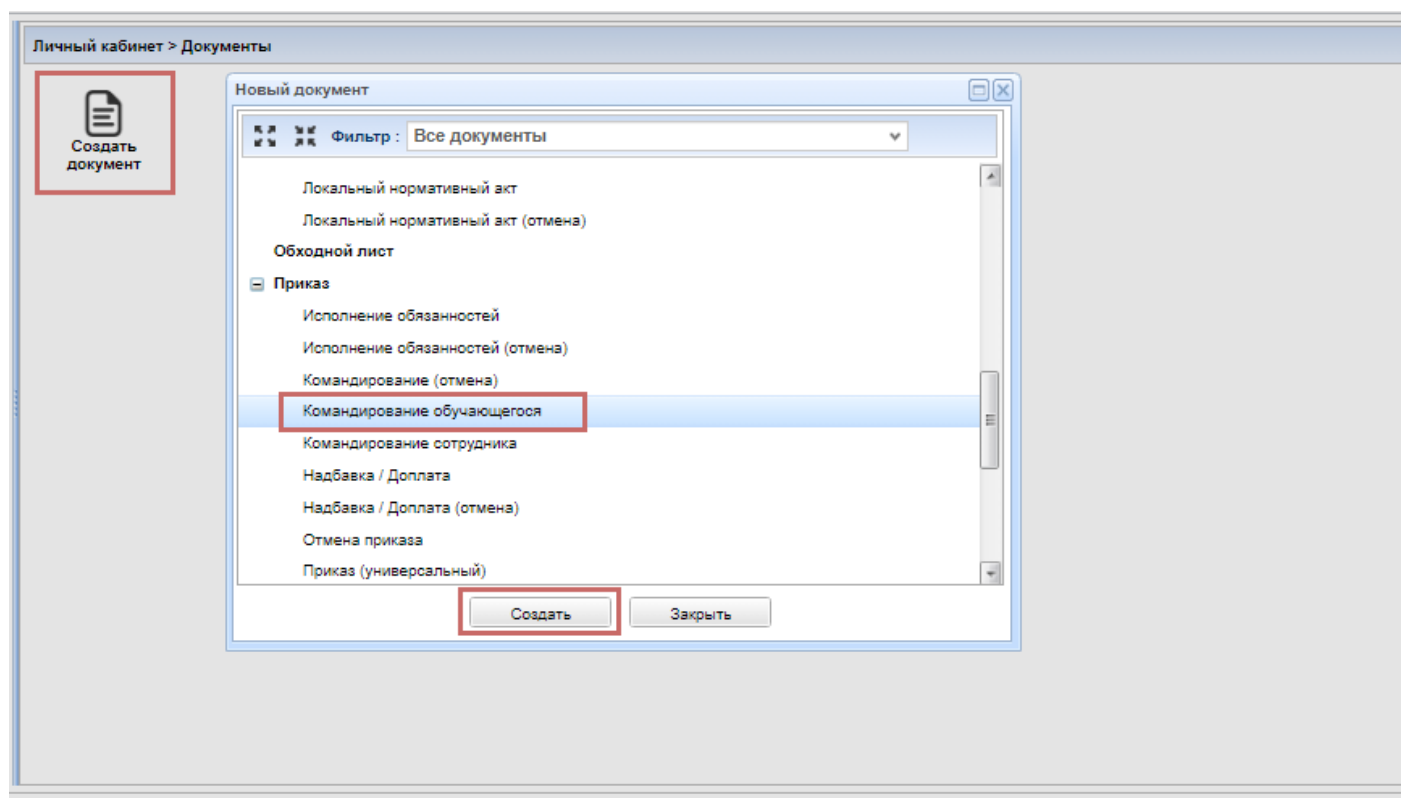 Личный кабинет > Документы
Создать
документ
Новый документ
Фильтр : Все документы
Локальный нормативный акт
Локальный нормативный акт (отмена)
Обходной лист
Приказ
Исполнение обязанностей
Исполнение обязанностей (отмена)
Командирование (отмена)
Командирование обучающегося
Командирование сотрудника
Надбавка / Доплата
Надбавка / Доплата (отмена)
Отмена приказа
Приказ (универсальный)
Создать
Закрыть